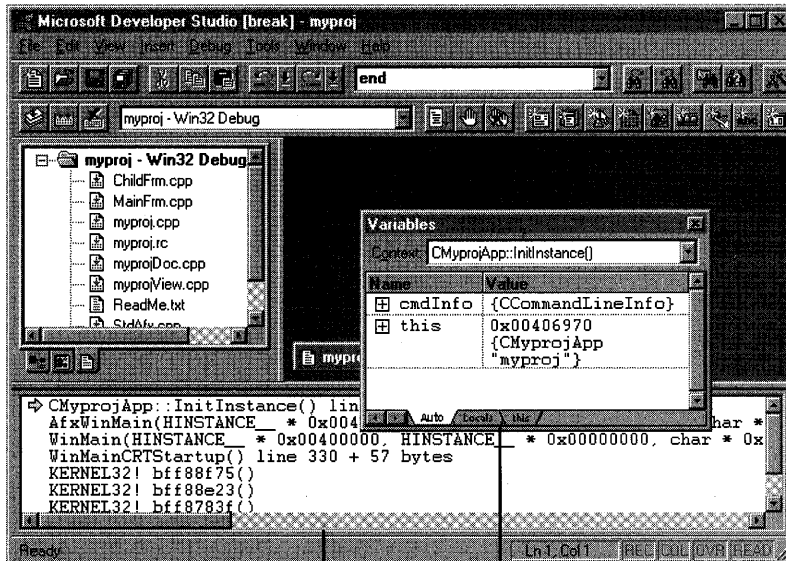 Microsoft Developer Studio [break] - myproj
File Edit View Insert Debug Tools Window Help
end
myproj - Win32 Debug
myproj - Win32 Debug
ChildFrm.cpp
MainFrm.cpp
myproj.cpp
myproj.rc
myprojDoc.cpp
myprojView.cpp
ReadMe.txt
StdAfx.cpp
mypr
Variables
Context: CMyprojApp::InitInstance()
Name Value
cmdInfo {CCommandLineInfo}
this 0x00406970
{CMyprojApp
"myproj"}
Auto Locals this
CMyprojApp::InitInstance() lin
AfxWinMain(HINSTANCE__ * 0x004 har *
WinMain(HINSTANCE__ * 0x00400000, HINSTANCE__ * 0x00000000, char * 0x
WinMainCRTStartup() line 330 + 57 bytes
KERNEL32! bff88f75()
KERNEL32! bff88e23()
KERNEL32! bff8783f()
Ready Ln 1, Col 1 REC COL OVR READ